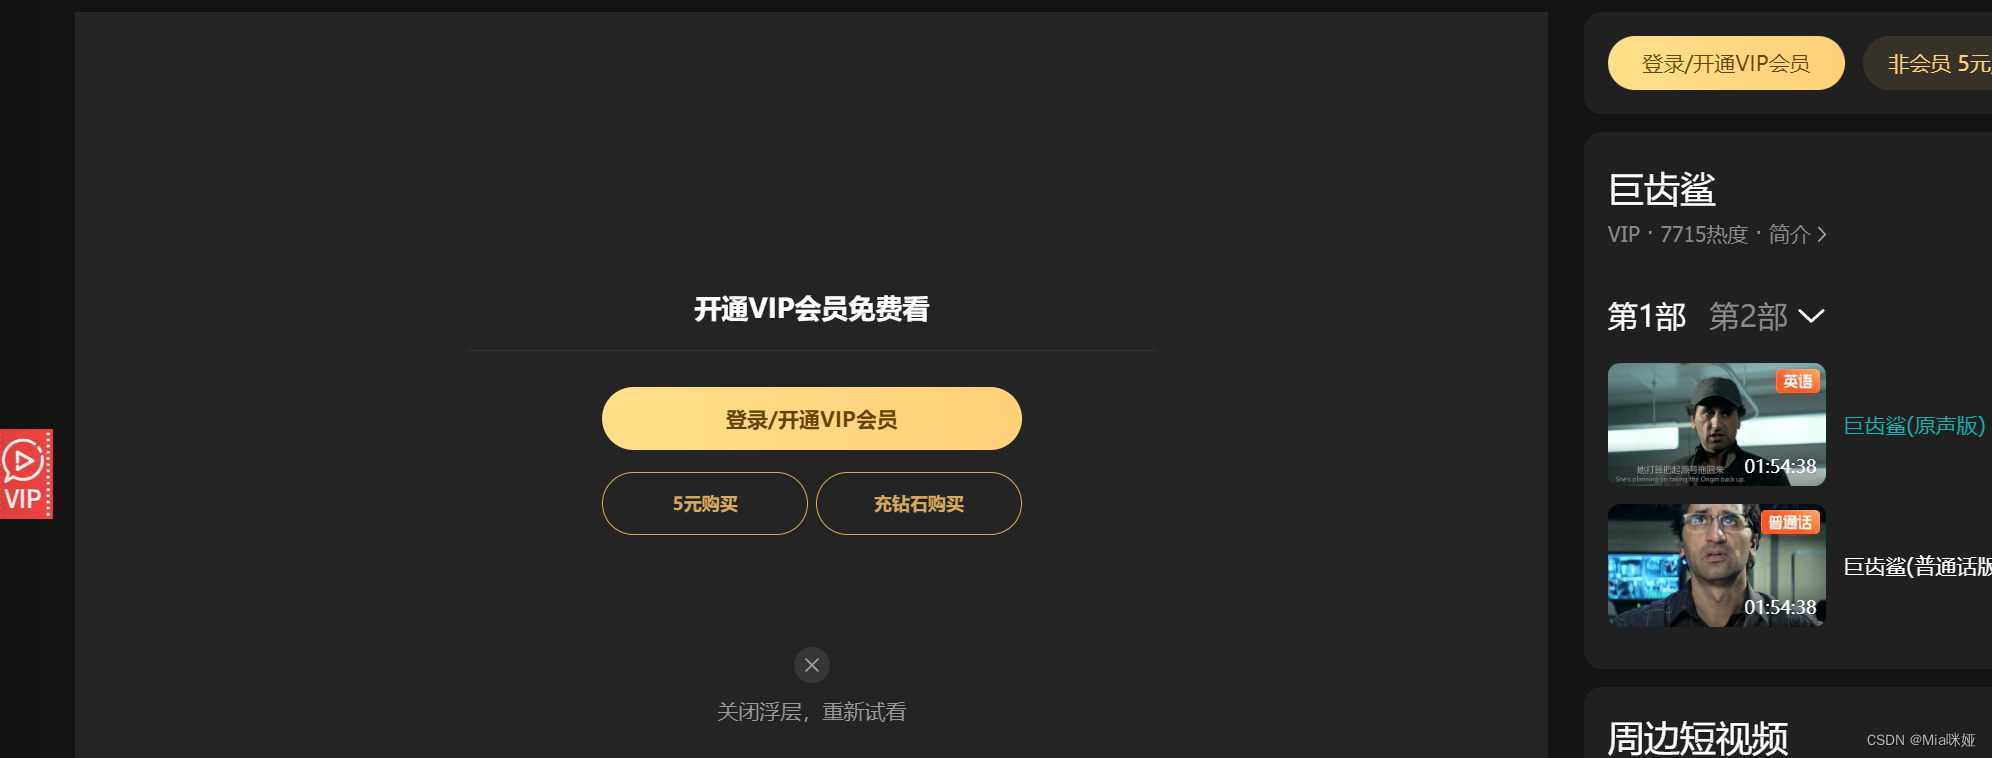 登录/开通VIP会员
非会员 5元
巨齿鲨
VIP · 7715热度 · 简介
第1部 第2部
英语
她打算把起源号拖回来
She's planning on taking the Origin back up.
01:54:38
巨齿鲨(原声版)
普通话
01:54:38
巨齿鲨(普通话版
周边短视频
开通VIP会员免费看
登录/开通VIP会员
5元购买
充钻石购买
关闭浮层，重新试看
VIP
CSDN @Mia咪娅